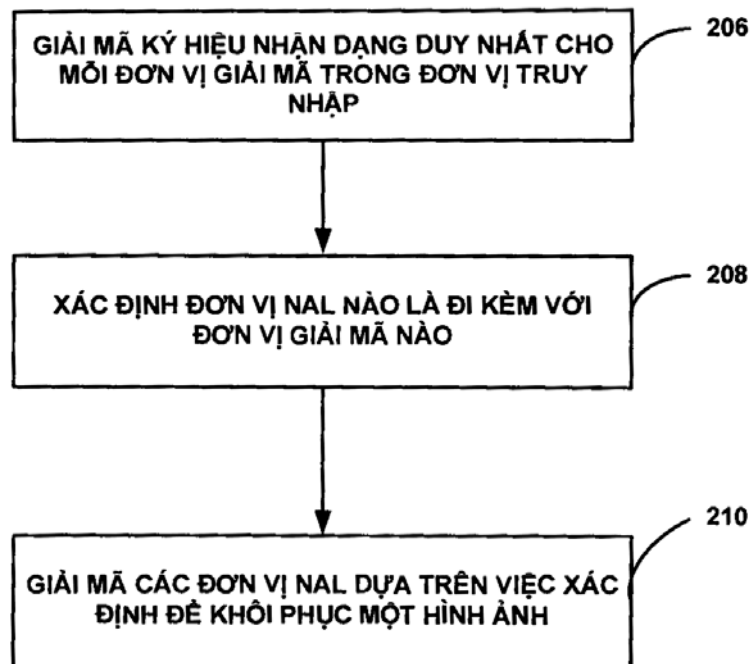 GIẢI MÃ KÝ HIỆU NHẬN DẠNG DUY NHẤT CHO
MỖI ĐƠN VỊ GIẢI MÃ TRONG ĐƠN VỊ TRUY
NHẬP
206
XÁC ĐỊNH ĐƠN VỊ NAL NÀO LÀ ĐI KÈM VỚI
ĐƠN VỊ GIẢI MÃ NÀO
208
GIẢI MÃ CÁC ĐƠN VỊ NAL DỰA TRÊN VIỆC XÁC
ĐỊNH ĐỂ KHÔI PHỤC MỘT HÌNH ẢNH
210